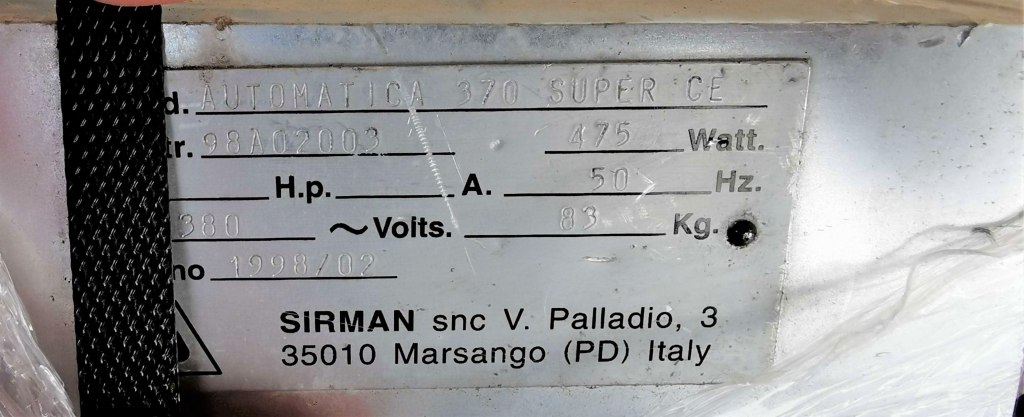 d. AUTOMATICA 370 SUPER CE
tr. 98A02003 475 Watt.
H.p. A. 50 Hz.
380 ~Volts. 83 Kg.
no 1998/02
SIRMAN snc V. Palladio, 3
35010 Marsango (PD) Italy